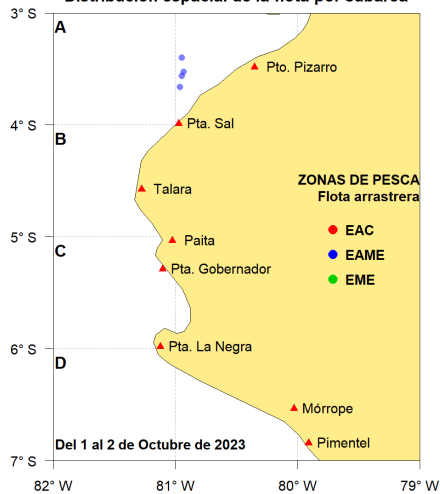 Distribución espacial de la flota por subárea
3° S
A
Pto. Pizarro
4° S
Pta. Sal
B
ZONAS DE PESCA
Talara
Flota arrastrera
EAC
5° S
Paita
C
EAME
Pta. Gobernador
EME
6° S
Pta. La Negra
D
Mórrope
Del 1 al 2 de Octubre de 2023
Pimentel
7° S
82° W
81° W
80° W
79° W